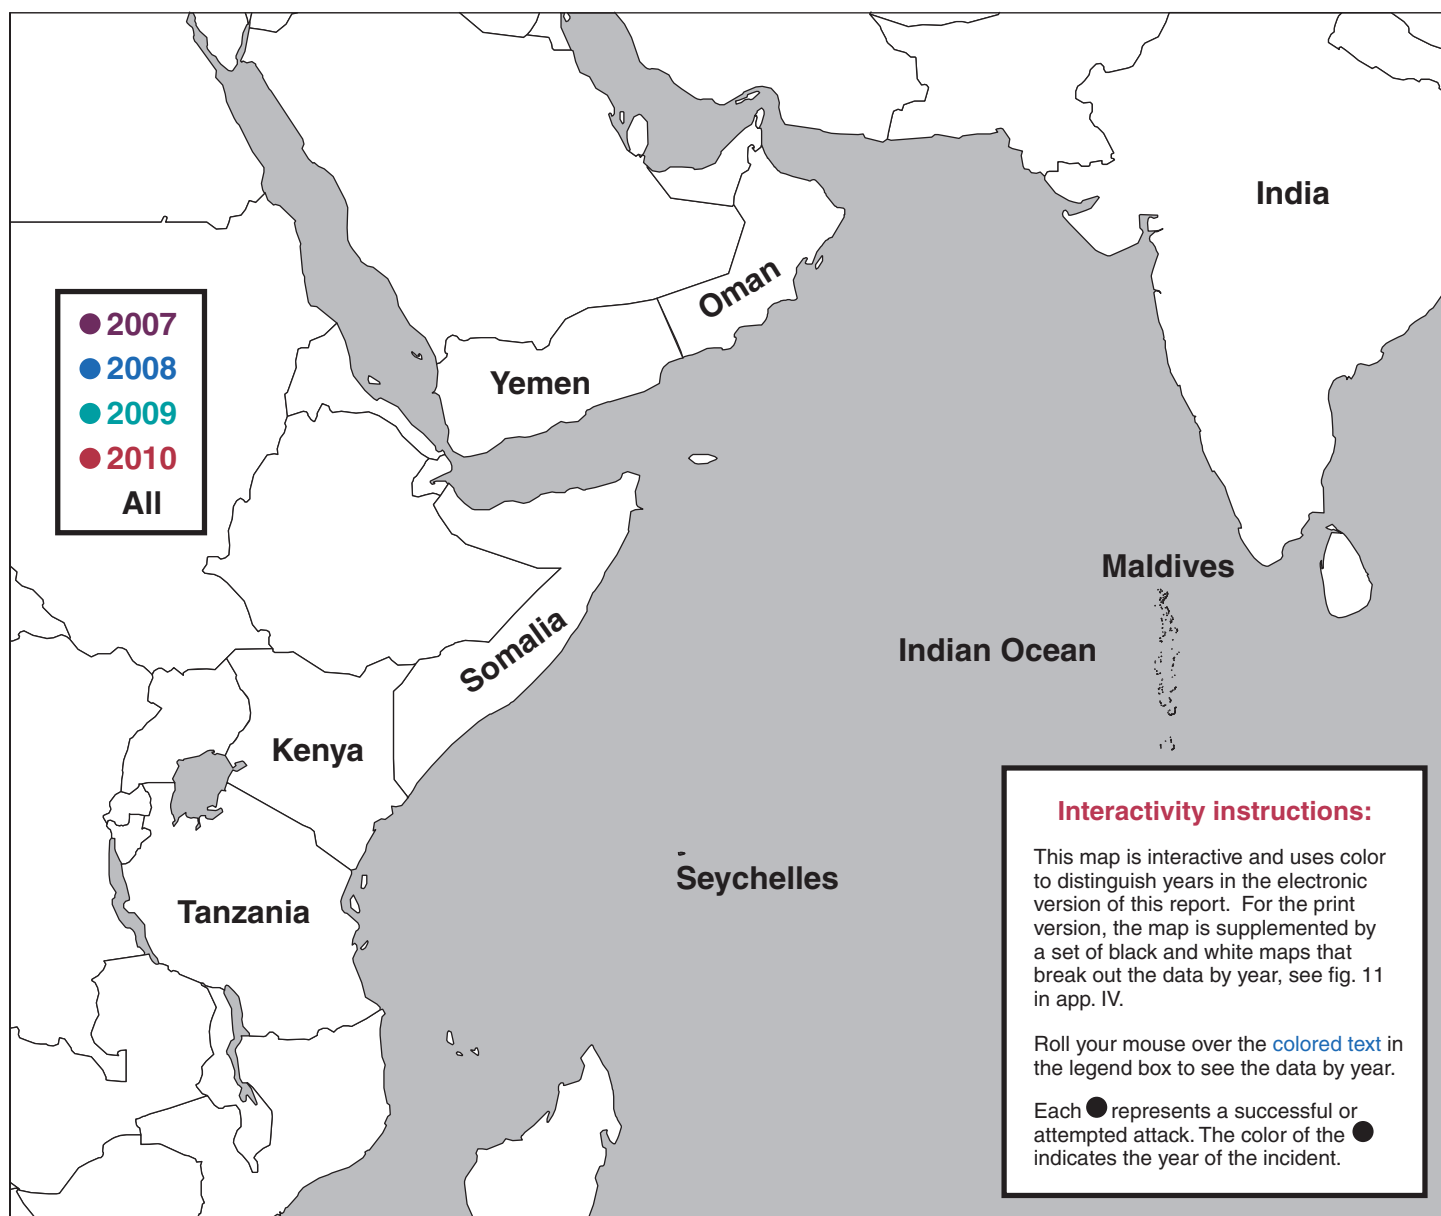 India
Oman
2007
2008
2009
2010
All
Yemen
Maldives
Indian Ocean
Somalia
Kenya
Seychelles
Tanzania
Interactivity instructions:
This map is interactive and uses color
to distinguish years in the electronic
version of this report. For the print
version, the map is supplemented by
a set of black and white maps that
break out the data by year, see fig. 11
in app. IV.
Roll your mouse over the colored text in
the legend box to see the data by year.
Each ● represents a successful or
attempted attack. The color of the ●
indicates the year of the incident.